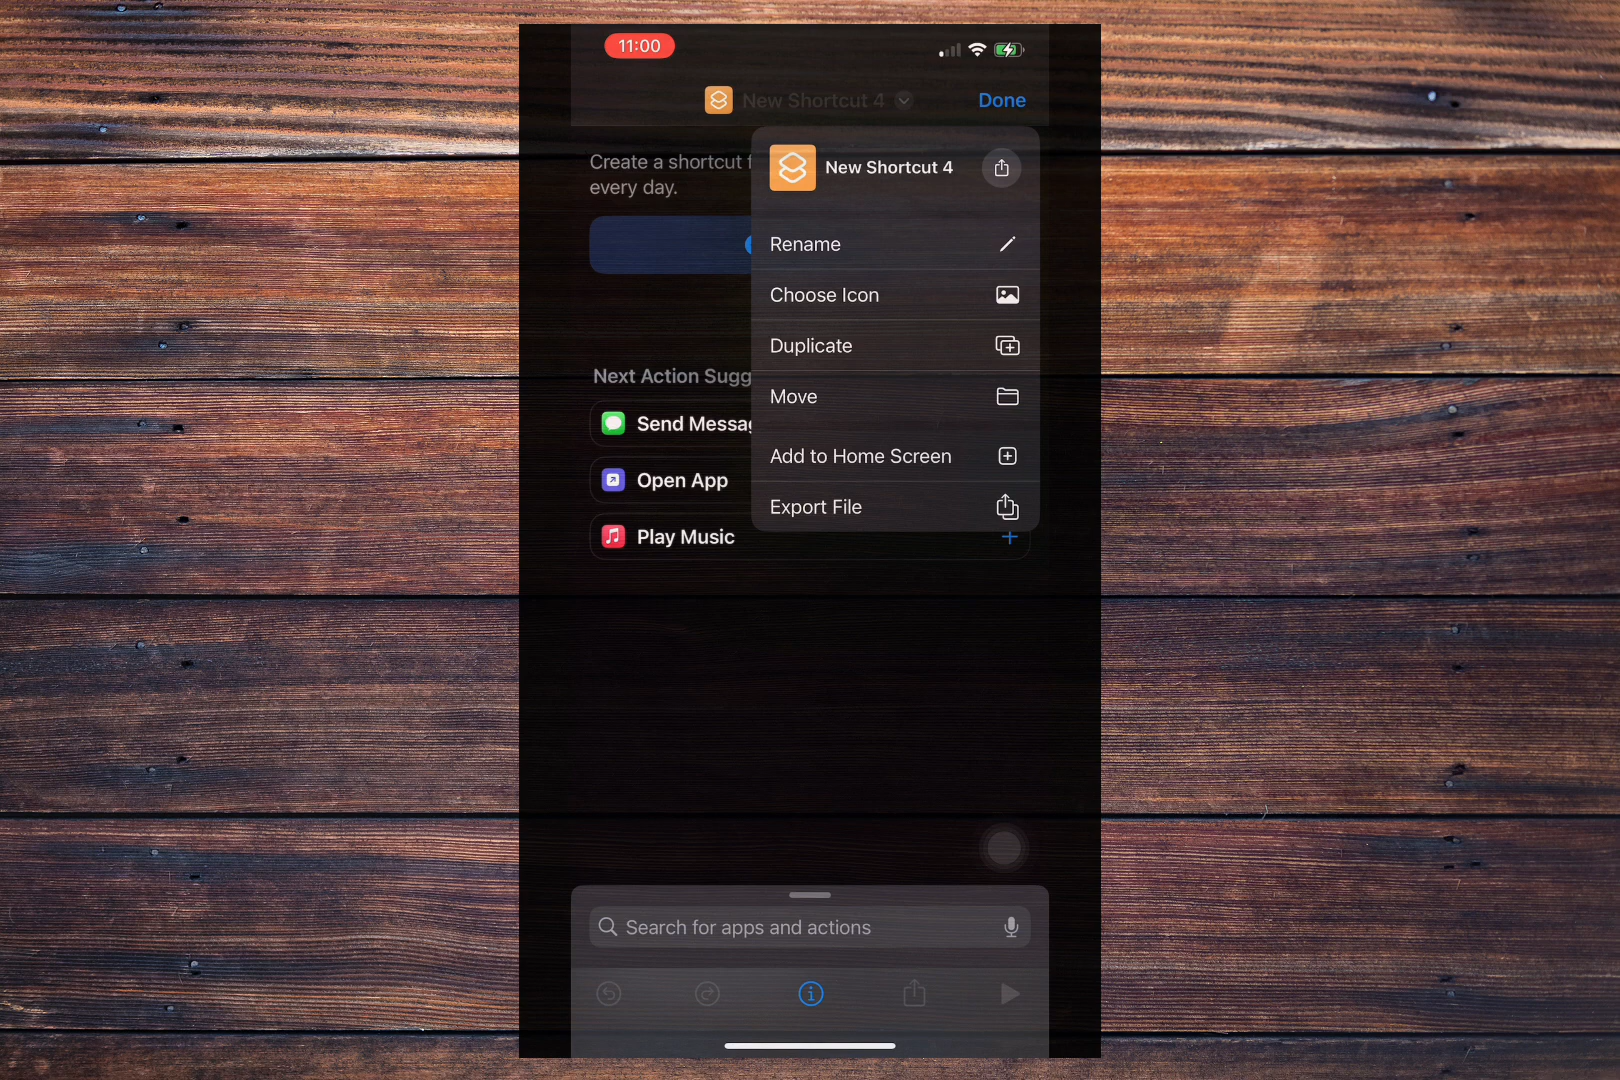 11:00
New Shortcut 4
Done
Create a shortcut f
every day.
New Shortcut 4
Rename
Choose Icon
Duplicate
Move
Add to Home Screen
Export File
Next Action Sugg
Send Messag
Open App
Play Music
Search for apps and actions